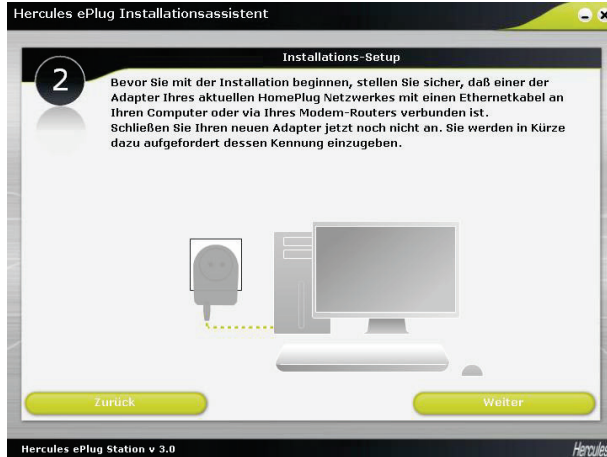 Hercules ePlug Installationsassistent
Installations-Setup
2
Bevor Sie mit der Installation beginnen, stellen Sie sicher, daß einer der
Adapter Ihres aktuellen HomePlug Netzwerkes mit einen Ethernetkabel an
Ihren Computer oder via Ihres Modem-Routers verbunden ist.
Schließen Sie Ihren neuen Adapter jetzt noch nicht an. Sie werden in Kürze
dazu aufgefordert dessen Kennung einzugeben.
Zurück
Weiter
Hercules ePlug Station v 3.0
Hercules